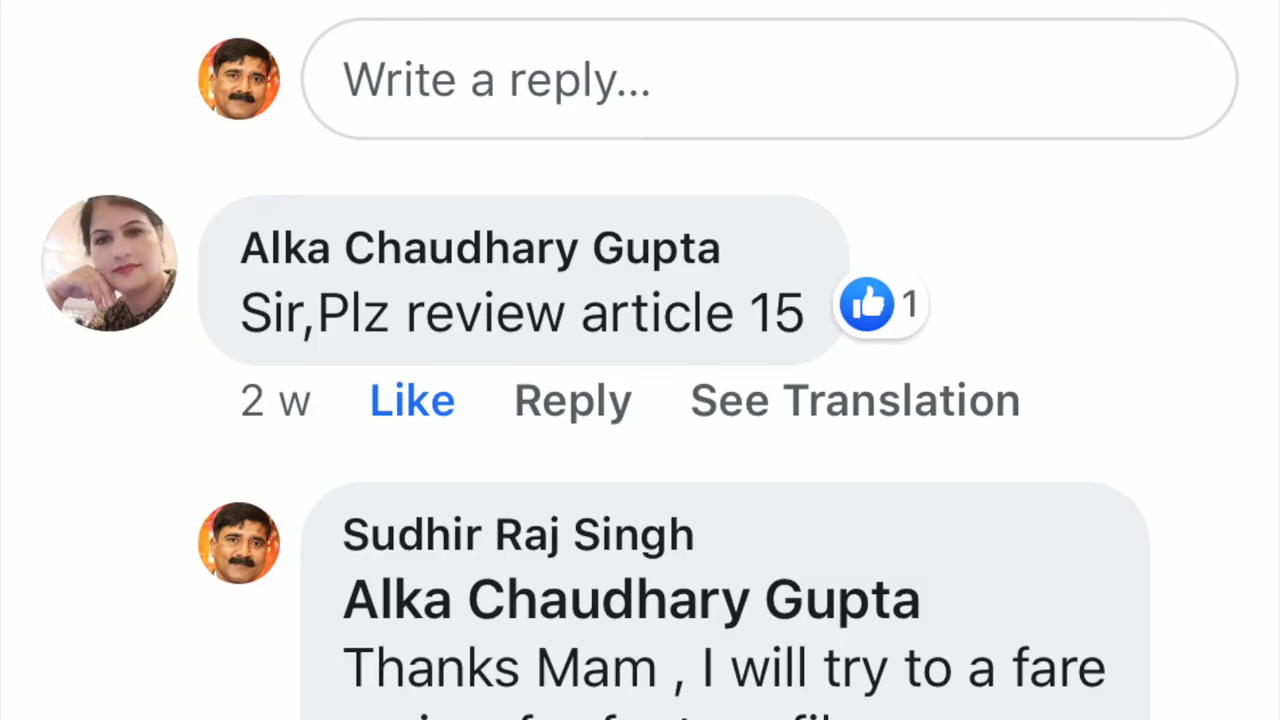 Write a reply...
Alka Chaudhary Gupta
Sir,Plz review article 15
1
2 w Like Reply See Translation
Sudhir Raj Singh
Alka Chaudhary Gupta
Thanks Mam , I will try to a fare